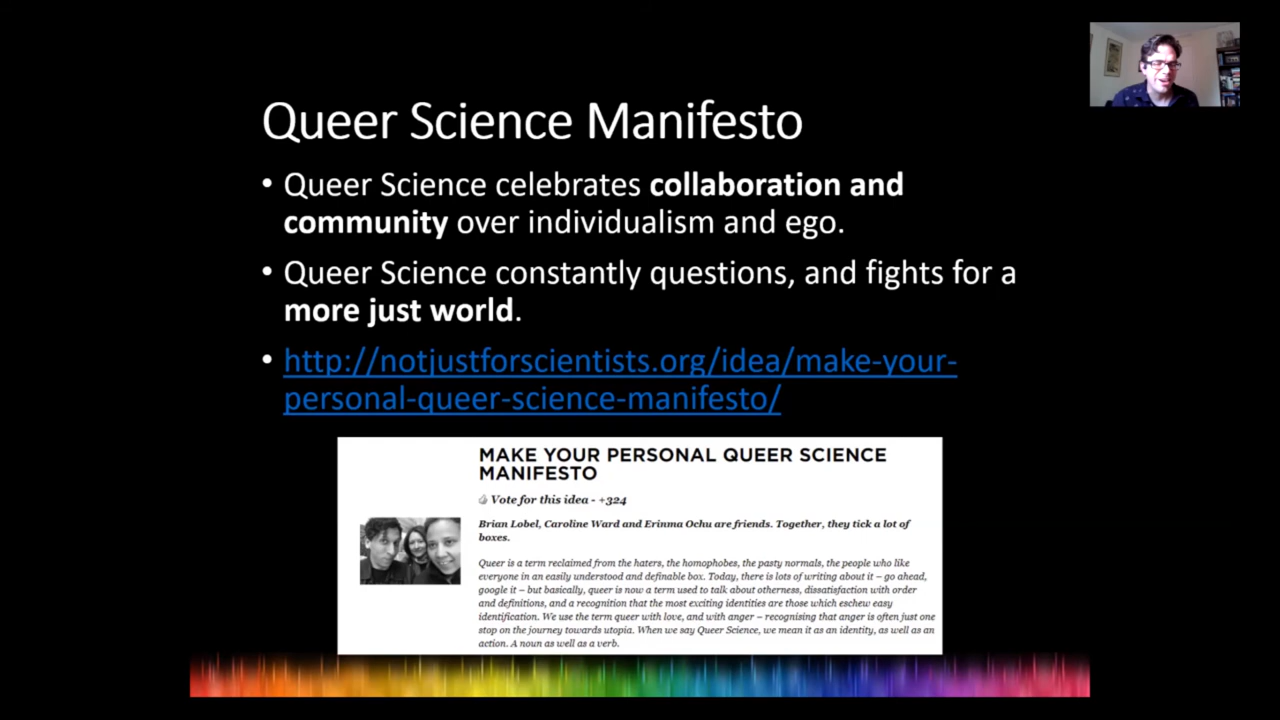 Queer Science Manifesto
• Queer Science celebrates collaboration and
community over individualism and ego.
• Queer Science constantly questions, and fights for a
more just world.
• http://notjustforscientists.org/idea/make-your-
personal-queer-science-manifesto/
MAKE YOUR PERSONAL QUEER SCIENCE
MANIFESTO
Vote for this idea - +324
Brian Lobel, Caroline Ward and Erinma Ochu are friends. Together, they tick a lot of
boxes.
Queer is a term reclaimed from the haters, the homophobes, the pasty normals, the people who like
everyone in an easily understood and definable box. Today, there is lots of writing about it – go ahead,
google it – but basically, queer is now a term used to talk about otherness, dissatisfaction with order
and definitions, and a recognition that the most exciting identities are those which eschew easy
identification. We use the term queer with love, and with anger – recognising that anger is often just one
stop on the journey towards utopia. When we say Queer Science, we mean it as an identity, as well as an
action. A noun as well as a verb.